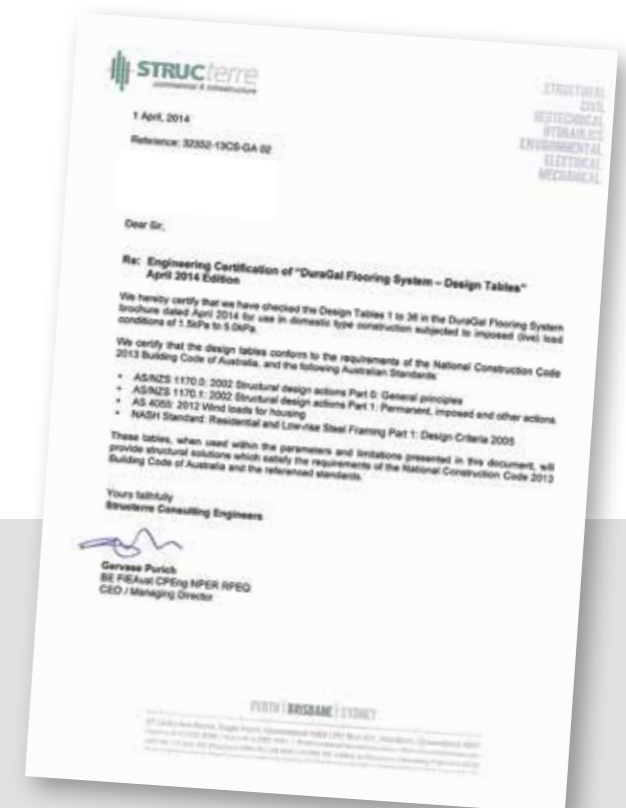 STRUCterre
commercial & infrastructure
STRUCTURAL
CIVIL
GEOTECHNICAL
HYDRAULICS
ENVIRONMENTAL
ELECTRICAL
MECHANICAL
1 April, 2014
Reference: 32352-13CS-GA 02
Dear Sir,
Re: Engineering Certification of "DuraGal Flooring System – Design Tables"
April 2014 Edition
We hereby certify that we have checked the Design Tables 1 to 36 in the DuraGal Flooring System
brochure dated April 2014 for use in domestic type construction subjected to imposed (live) load
conditions of 1.5kPa to 5.0kPa.
We certify that the design tables conform to the requirements of the National Construction Code
2013 Building Code of Australia, and the following Australian Standards:
• AS/NZS 1170.0: 2002 Structural design actions Part 0: General principles
• AS/NZS 1170.1: 2002 Structural design actions Part 1: Permanent, imposed and other actions
• AS 4055: 2012 Wind loads for housing
• NASH Standard: Residential and Low-rise Steel Framing Part 1: Design Criteria 2005
These tables, when used within the parameters and limitations presented in this document, will
provide structural solutions which satisfy the requirements of the National Construction Code 2013
Building Code of Australia and the referenced standards.
Yours faithfully
Structerre Consulting Engineers
Gervase Purich
BE FIEAust CPEng NPER RPEQ
CEO / Managing Director
PERTH | BRISBANE | SYDNEY